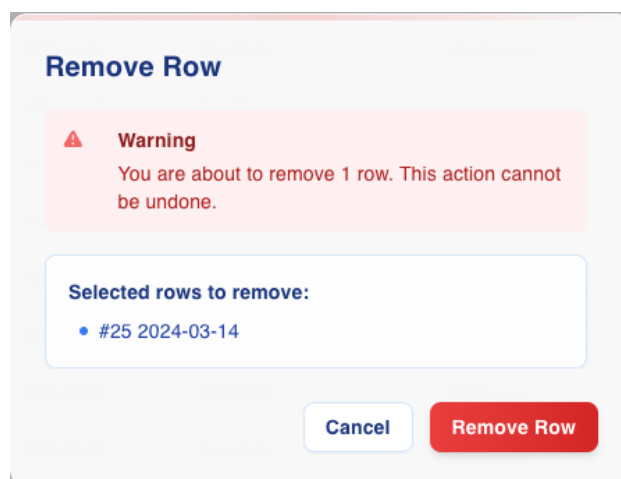 Remove Row
Warning
You are about to remove 1 row. This action cannot
be undone.
Selected rows to remove:
#25 2024-03-14
Cancel
Remove Row